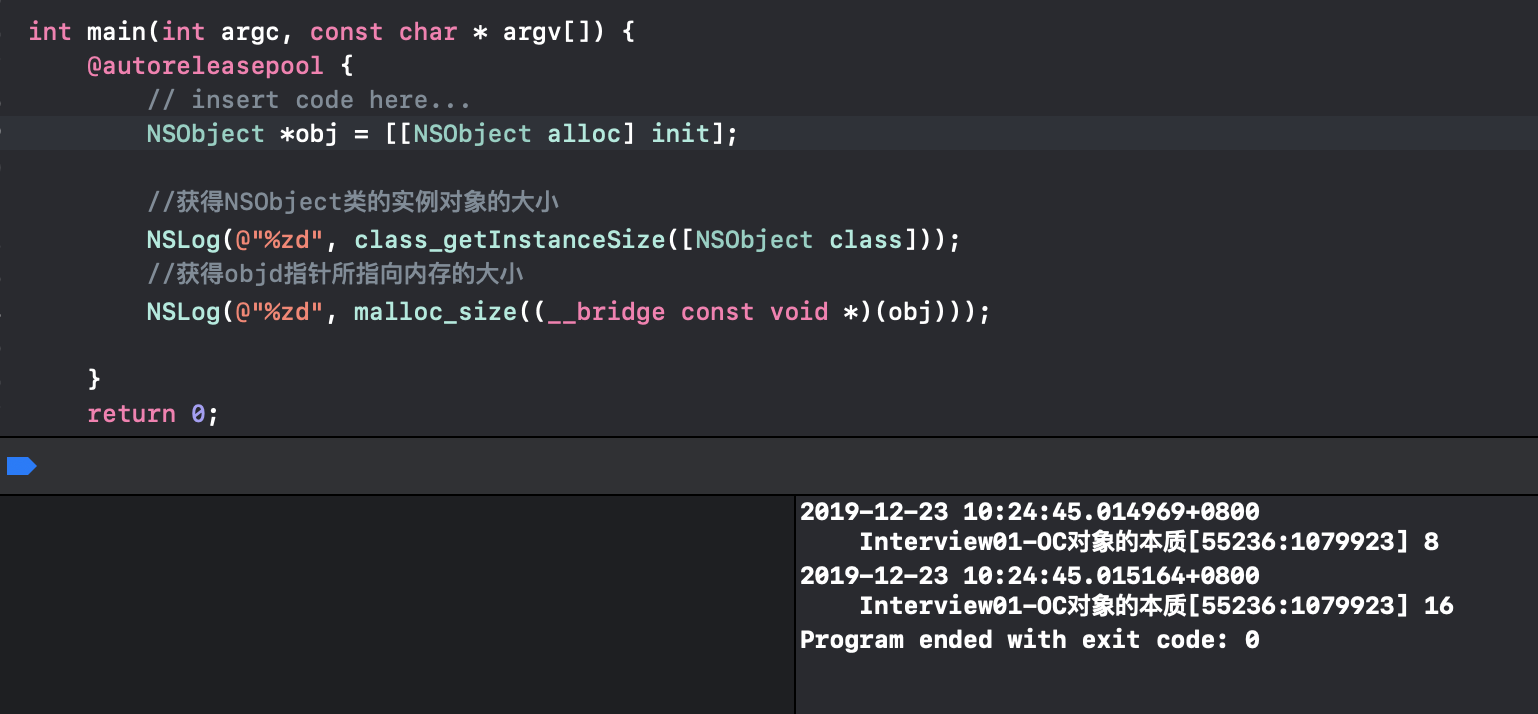 int main(int argc, const char * argv[]) {
@autoreleasepool {
// insert code here...
NSObject *obj = [[NSObject alloc] init];
//获得NSObject类的实例对象的大小
NSLog(@"%zd", class_getInstanceSize([NSObject class]));
//获得objd指针所指向内存的大小
NSLog(@"%zd", malloc_size((__bridge const void *)(obj)));
}
return 0;
2019-12-23 10:24:45.014969+0800
Interview01-OC对象的本质[55236:1079923] 8
2019-12-23 10:24:45.015164+0800
Interview01-OC对象的本质[55236:1079923] 16
Program ended with exit code: 0